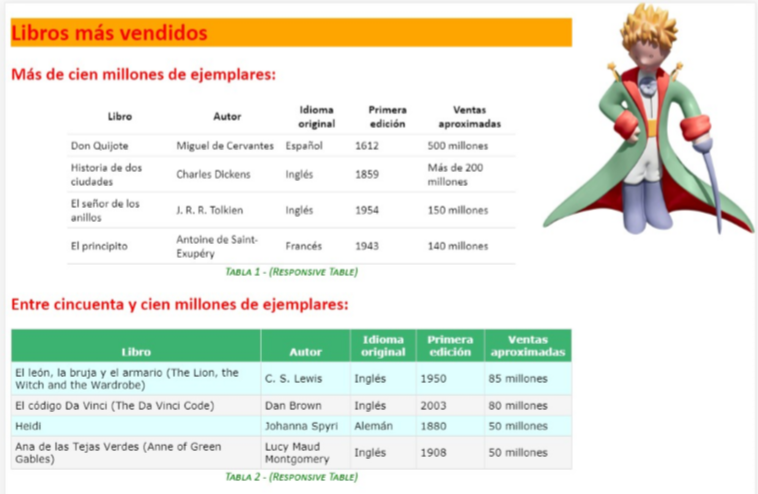 Libros más vendidos
Más de cien millones de ejemplares:
Libro Autor Idioma original Primera edición Ventas aproximadas
Don Quijote Miguel de Cervantes Español 1612 500 millones
Historia de dos ciudades Charles Dickens Inglés 1859 Más de 200 millones
El señor de los anillos J. R. R. Tolkien Inglés 1954 150 millones
El principito Antoine de Saint-Exupéry Francés 1943 140 millones
TABLA 1 - (RESPONSIVE TABLE)
Entre cincuenta y cien millones de ejemplares:
Libro Autor Idioma original Primera edición Ventas aproximadas
El león, la bruja y el armario (The Lion, the Witch and the Wardrobe) C. S. Lewis Inglés 1950 85 millones
El código Da Vinci (The Da Vinci Code) Dan Brown Inglés 2003 80 millones
Heidi Johanna Spyri Alemán 1880 50 millones
Ana de las Tejas Verdes (Anne of Green Gables) Lucy Maud Montgomery Inglés 1908 50 millones
TABLA 2 - (RESPONSIVE TABLE)